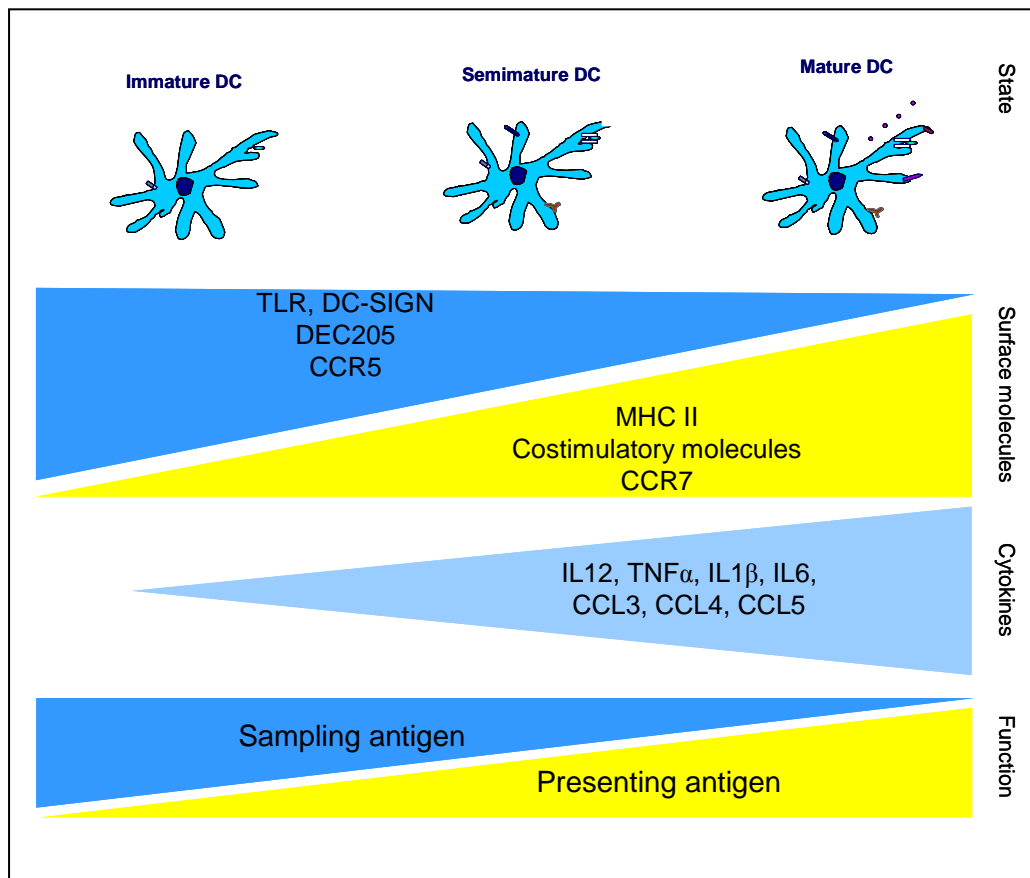 Immature DC
Semimature DC
Mature DC
State
TLR, DC-SIGN
DEC205
CCR5
MHC II
Costimulatory molecules
CCR7
Surface molecules
IL12, TNFα, IL1β, IL6,
CCL3, CCL4, CCL5
Cytokines
Sampling antigen
Presenting antigen
Function